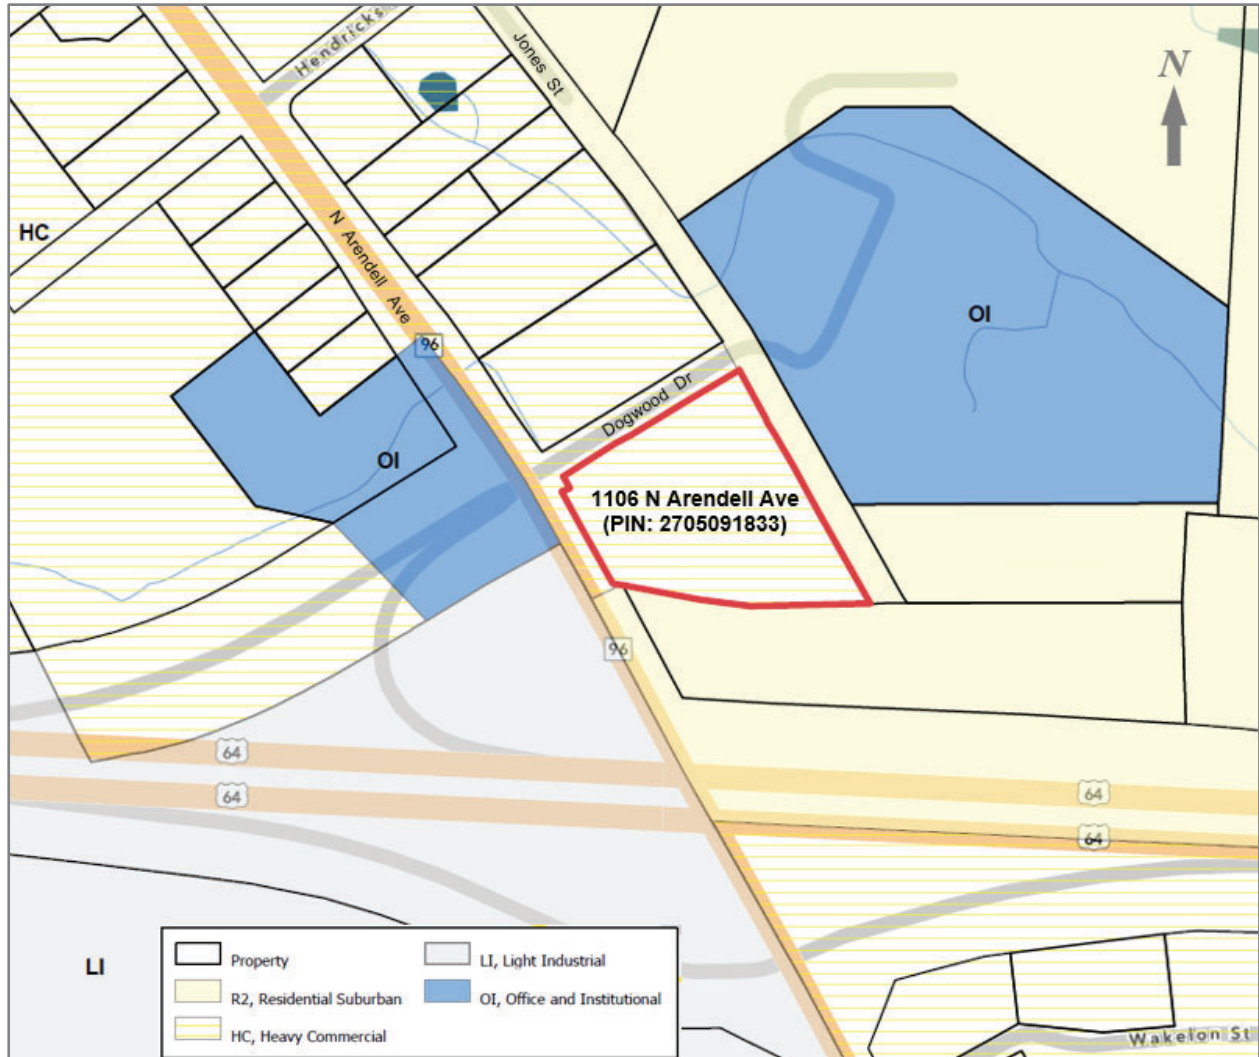 Hendricks
Jones St
N
HC
N Arendell Ave
OI
96
Dogwood Dr
OI
1106 N Arendell Ave
(PIN: 2705091833)
96
64
64
64
64
LI
Property
LI, Light Industrial
R2, Residential Suburban
OI, Office and Institutional
HC, Heavy Commercial
Wakelon St